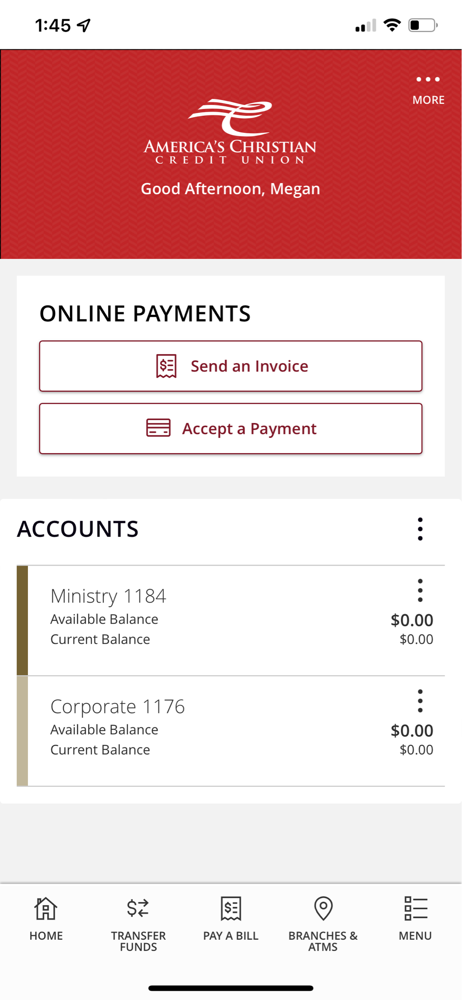 1:45
MORE
AMERICA'S CHRISTIAN
CREDIT UNION
Good Afternoon, Megan
ONLINE PAYMENTS
Send an Invoice
Accept a Payment
ACCOUNTS
Ministry 1184
Available Balance $0.00
Current Balance $0.00
Corporate 1176
Available Balance $0.00
Current Balance $0.00
HOME
TRANSFER
FUNDS
PAY A BILL
BRANCHES &
ATMS
MENU